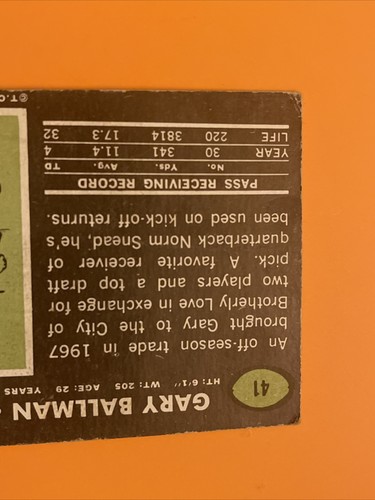 41 GARY BALLMAN
HT: 6'1" WT: 205 AGE: 29 YEARS
An off-season trade in 1967
brought Gary to the City of
Brotherly Love in exchange for
two players and a top draft
pick. A favorite receiver of
quarterback Norm Snead, he's
been used on kick-off returns.
PASS RECEIVING RECORD
No. Yds. Avg. TD
YEAR 30 341 11.4 4
LIFE 220 3814 17.3 32
©T.C